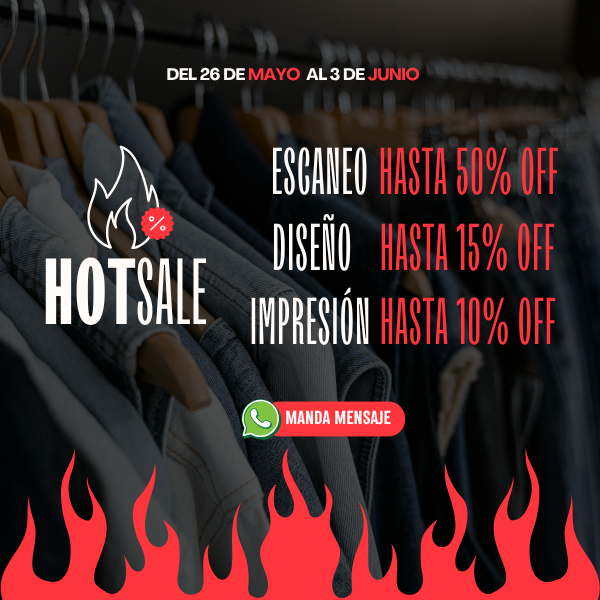 DEL 26 DE MAYO AL 3 DE JUNIO
ESCANEO HASTA 50% OFF
DISEÑO HASTA 15% OFF
IMPRESIÓN HASTA 10% OFF
%
HOTSALE
MANDA MENSAJE